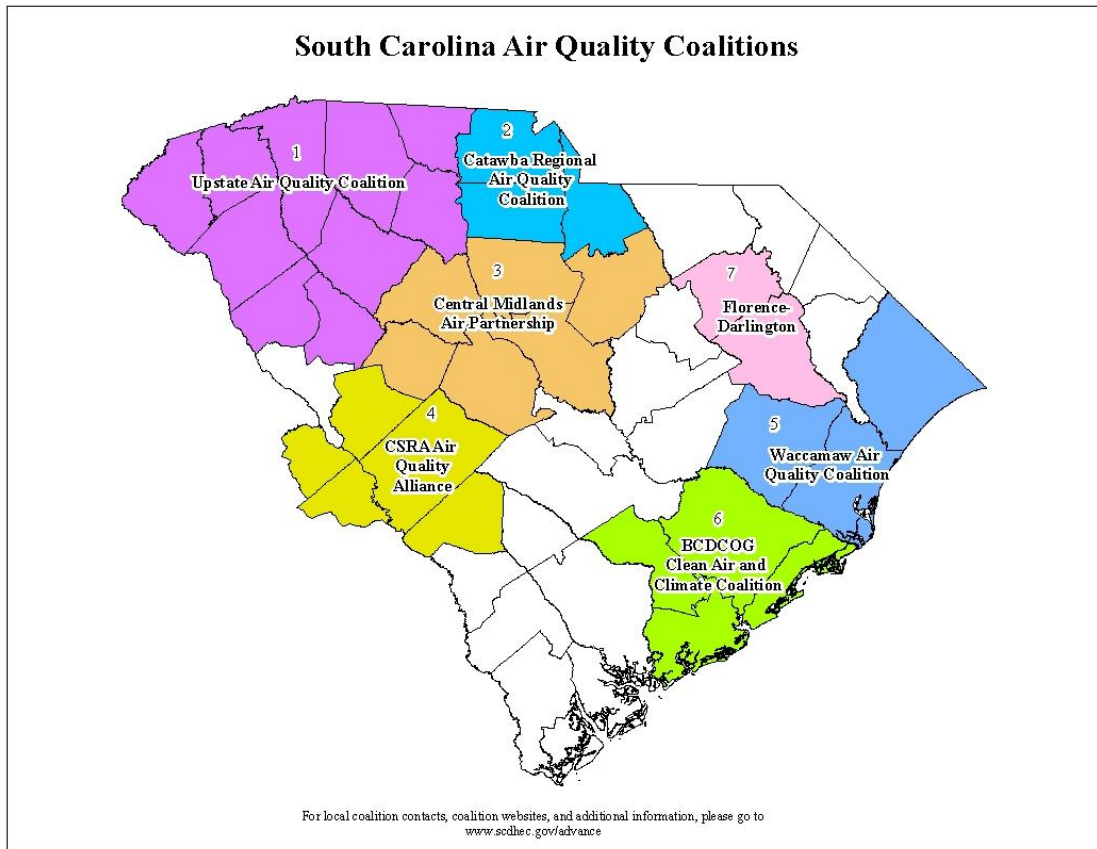 South Carolina Air Quality Coalitions
1
Upstate Air Quality Coalition
2
Catawba Regional
Air Quality
Coalition
3
Central Midlands
Air Partnership
7
Florence-
Darlington
4
CSRA Air
Quality
Alliance
5
Waccamaw Air
Quality Coalition
6
BCDCOG
Clean Air and
Climate Coalition
For local coalition contacts, coalition websites, and additional information, please go to
www.scdhec.gov/advance